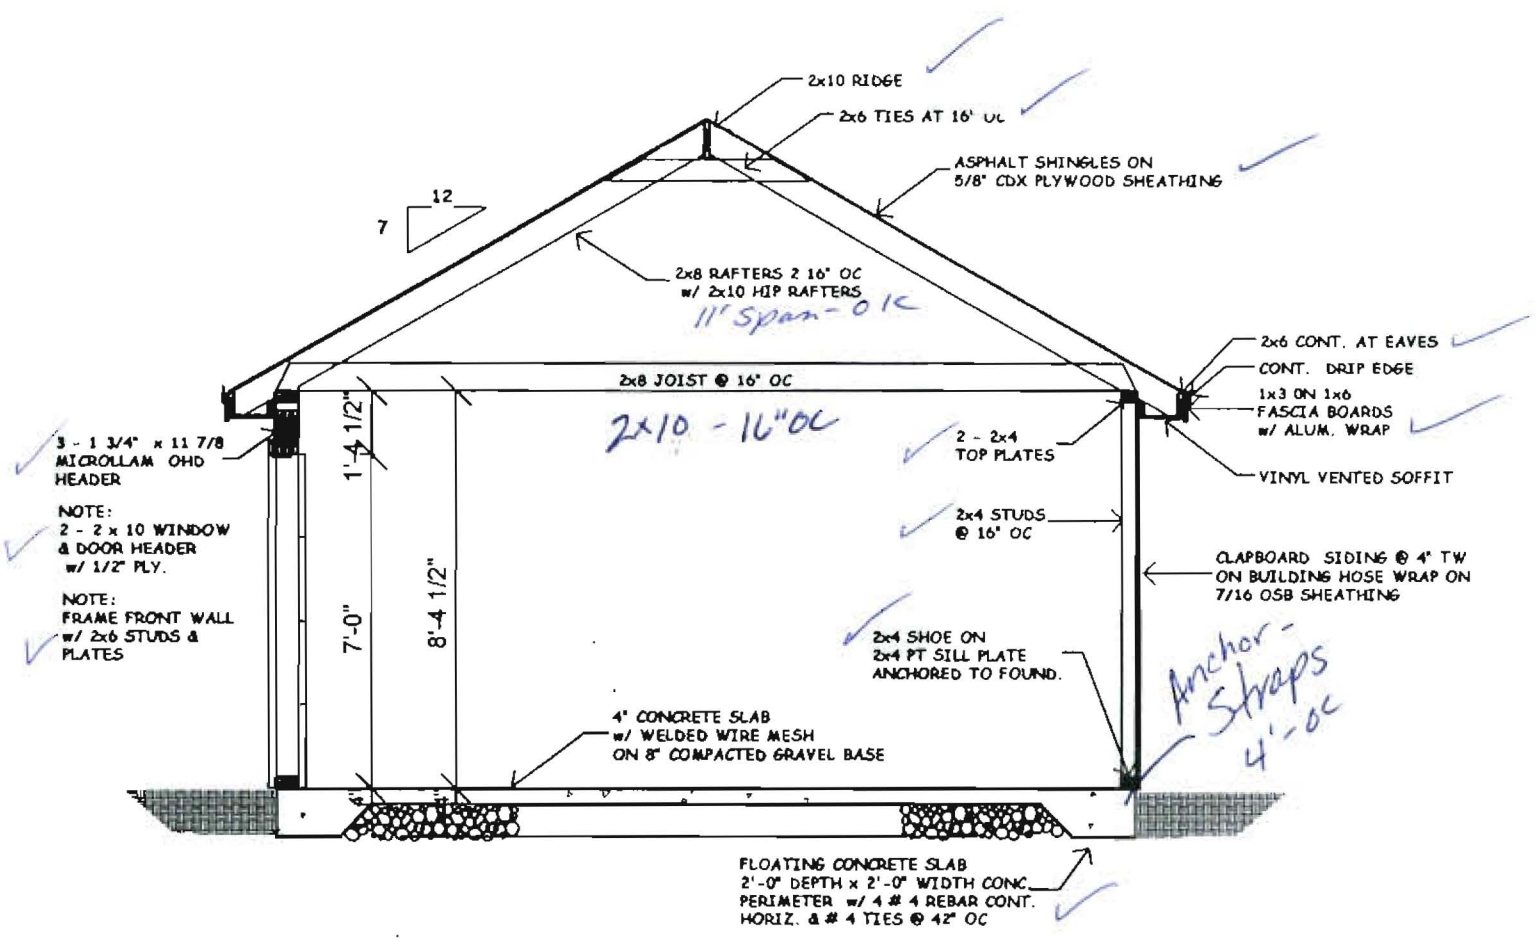 2x10 RIDGE
2x6 TIES AT 16" OC
ASPHALT SHINGLES ON
5/8" CDX PLYWOOD SHEATHING
12
7
2x8 RAFTERS 2 16" OC
w/ 2x10 HIP RAFTERS
11' Span - OK
2x6 CONT. AT EAVES
CONT. DRIP EDGE
1x3 ON 1x6
FASCIA BOARDS
w/ ALUM. WRAP
VINYL VENTED SOFFIT
2x8 JOIST @ 16" OC
2x10 - 16" OC
3 - 1 3/4" x 11 7/8
MICROLLAM OHD
HEADER
NOTE:
2 - 2 x 10 WINDOW
& DOOR HEADER
w/ 1/2" PLY.
NOTE:
FRAME FRONT WALL
w/ 2x6 STUDS &
PLATES
1'-4 1/2"
7'-0"
8'-4 1/2"
4"
4"
2 - 2x4
TOP PLATES
2x4 STUDS
@ 16" OC
CLAPBOARD SIDING @ 4" TW
ON BUILDING HOSE WRAP ON
7/16 OSB SHEATHING
2x4 SHOE ON
2x4 PT SILL PLATE
ANCHORED TO FOUND.
Anchor -
Straps
4'-oc
4" CONCRETE SLAB
w/ WELDED WIRE MESH
ON 8" COMPACTED GRAVEL BASE
FLOATING CONCRETE SLAB
2'-0" DEPTH x 2'-0" WIDTH CONC.
PERIMETER w/ 4 # 4 REBAR CONT.
HORIZ. & # 4 TIES @ 42" OC